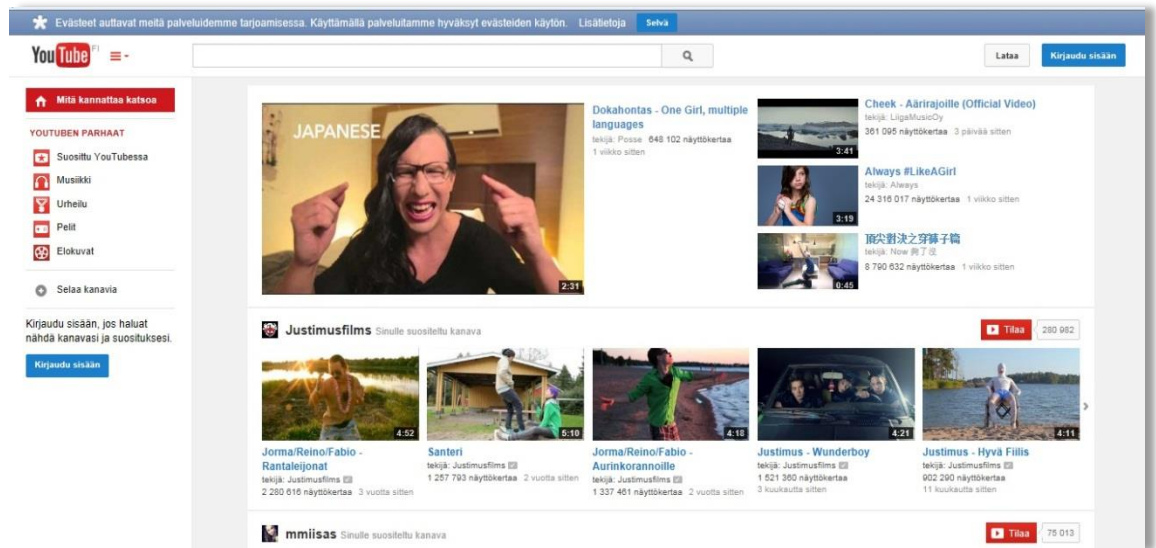 Evästeet auttavat meitä palveluidemme tarjoamisessa. Käyttämällä palveluitamme hyväksyt evästeiden käytön. Lisätietoja Selvä
YouTube FI
Lataa
Kirjaudu sisään
Mitä kannattaa katsoa
YOUTUBEN PARHAAT
Suosittu YouTubessa
Musiikki
Urheilu
Pelit
Elokuvat
Selaa kanavia
Kirjaudu sisään, jos haluat
nähdä kanavasi ja suosituksesi.
Kirjaudu sisään
JAPANESE
2:31
Dokahontas - One Girl, multiple
languages
tekijä: Posse 648 102 näyttökertaa
1 viikko sitten
3:41
Cheek - Äärirajoille (Official Video)
tekijä: LiigaMusicOy
361 095 näyttökertaa 3 päivää sitten
3:19
Always #LikeAGirl
tekijä: Always
24 316 017 näyttökertaa 1 viikko sitten
0:45
頂尖對決之穿褲子篇
tekijä: Now
8 790 632 näyttökertaa 1 viikko sitten
Justimusfilms Sinulle suositeltu kanava
Tilaa 280 982
4:52
Jorma/Reino/Fabio -
Rantaleijonat
tekijä: Justimusfilms
2 280 616 näyttökertaa 3 vuotta sitten
5:10
Santeri
tekijä: Justimusfilms
1 257 793 näyttökertaa 2 vuotta sitten
4:18
Jorma/Reino/Fabio -
Aurinkorannoille
tekijä: Justimusfilms
1 337 461 näyttökertaa 2 vuotta sitten
4:21
Justimus - Wunderboy
tekijä: Justimusfilms
1 521 360 näyttökertaa
3 kuukautta sitten
4:11
Justimus - Hyvä Fiilis
tekijä: Justimusfilms
902 290 näyttökertaa
11 kuukautta sitten
mmiisas Sinulle suositeltu kanava
Tilaa 75 013